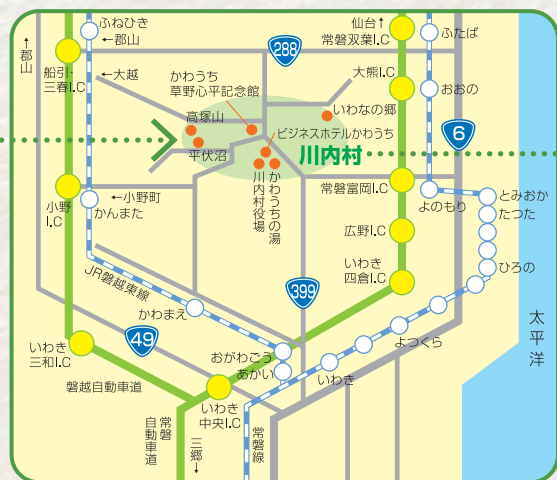 仙台↑
常磐双葉I.C
ふたば
ふねひき
←郡山
↑郡山
船引・
三春I.C
288
←大越
かわうち
草野心平記念館
大熊I.C
おおの
高塚山
いわなの郷
平伏沼
ビジネスホテルかわうち
川内村
6
かわうちの湯
川内村役場
常磐富岡I.C
よのもり
とみおか
たつた
←小野町
小野
I.C
かんまた
広野I.C
ひろの
いわき
四倉I.C
JR磐越東線
399
かわまえ
49
太平洋
よつくら
おがわごう
あかい
いわき
いわき
三和I.C
磐越自動車道
いわき
中央I.C
常磐
自動車道
三郷↓
常磐線